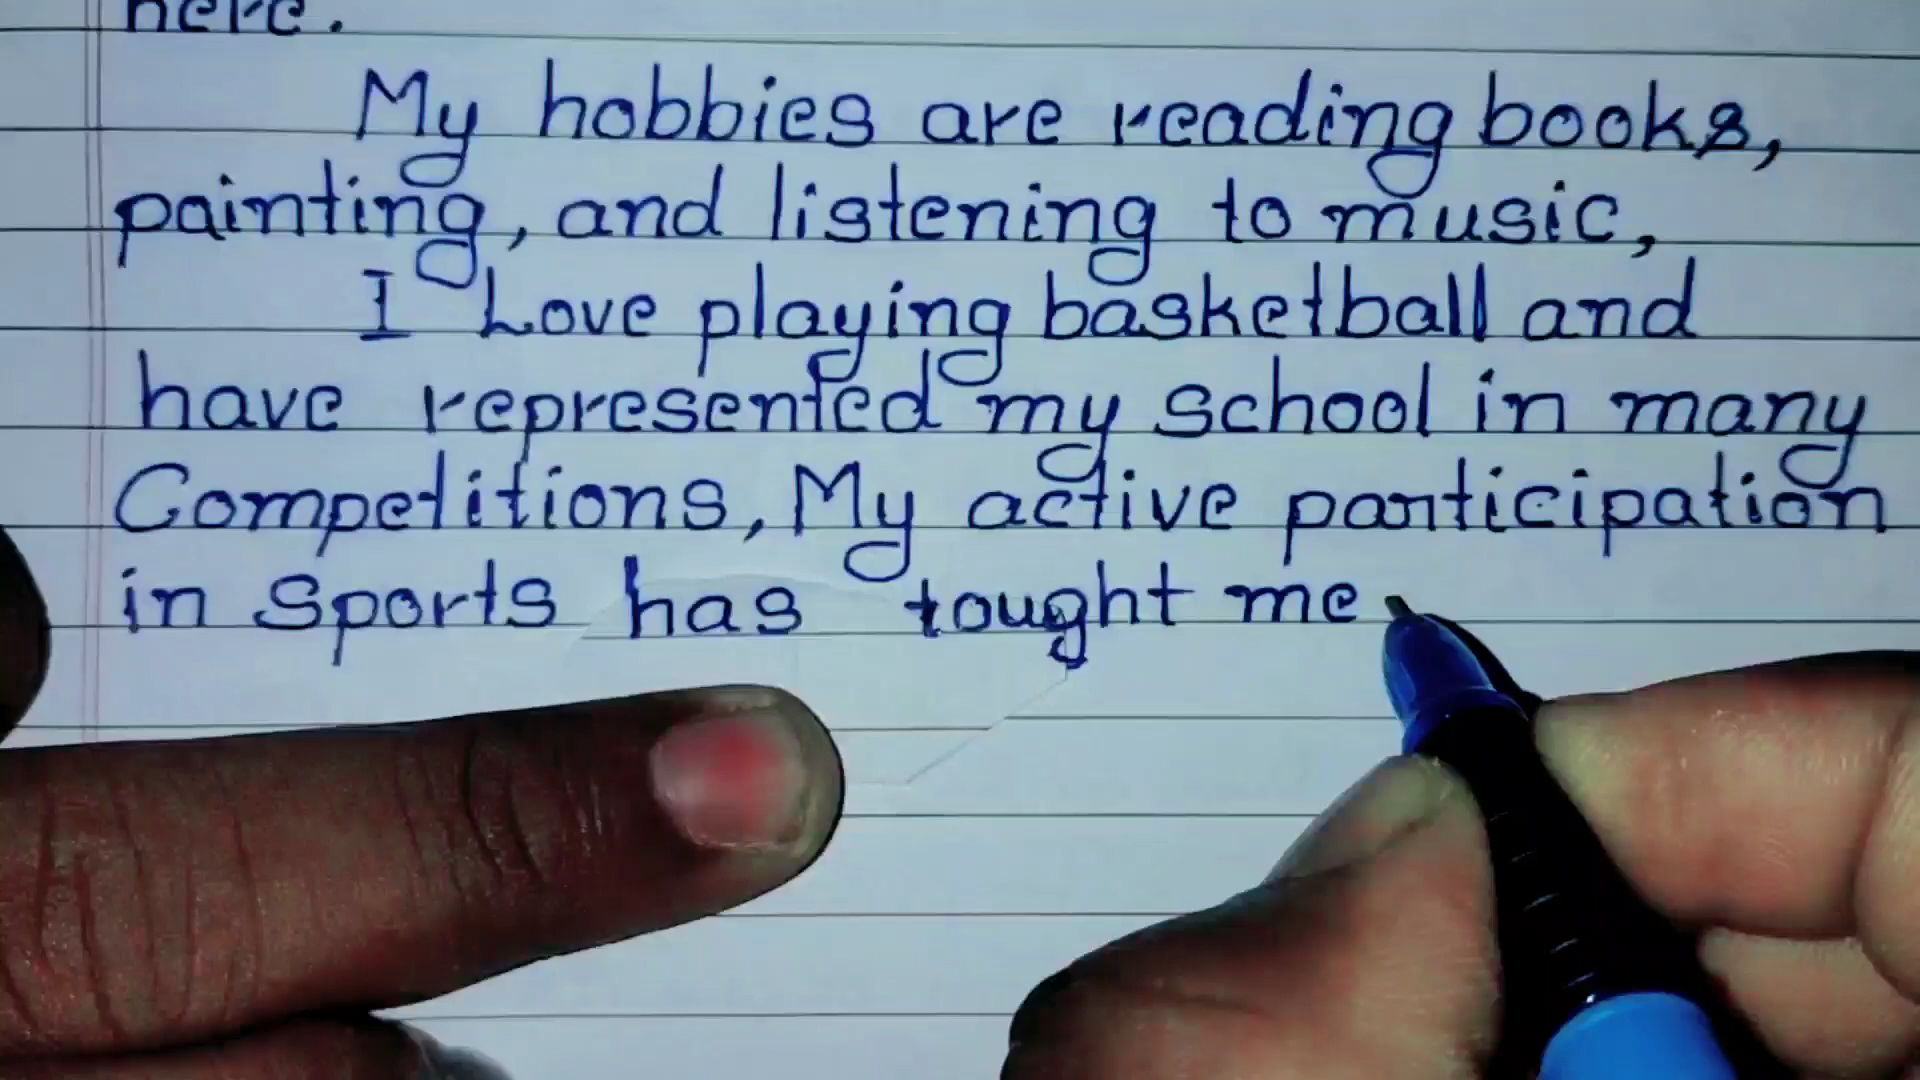 here.
My hobbies are reading books,
painting, and listening to music,
I Love playing basketball and
have represented my school in many
Competitions, My active participation
in Sports has tought me